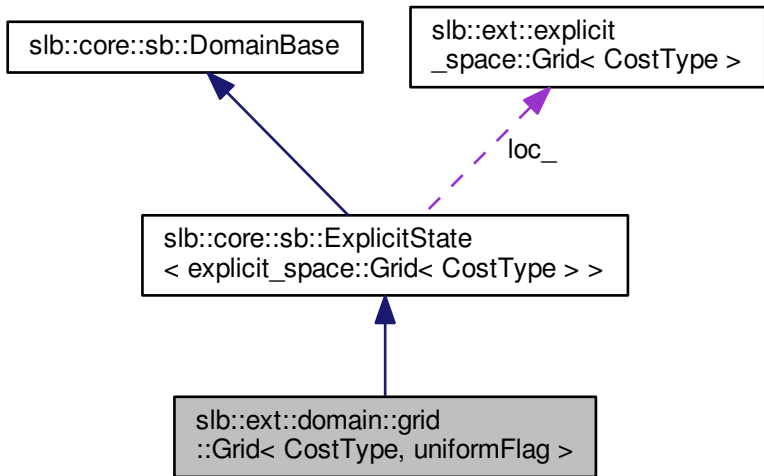 slb::core::sb::DomainBase
slb::ext::explicit
_space::Grid< CostType >
loc_
slb::core::sb::ExplicitState
< explicit_space::Grid< CostType > >
slb::ext::domain::grid
::Grid< CostType, uniformFlag >